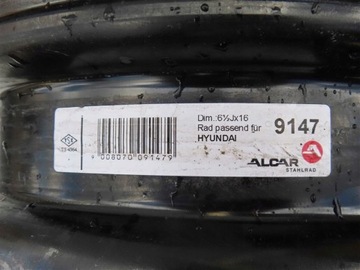 Dim.:6½Jx16
Rad passend für
HYUNDAI
9147
9 008070 091479
ALCAR
STAHLRAD